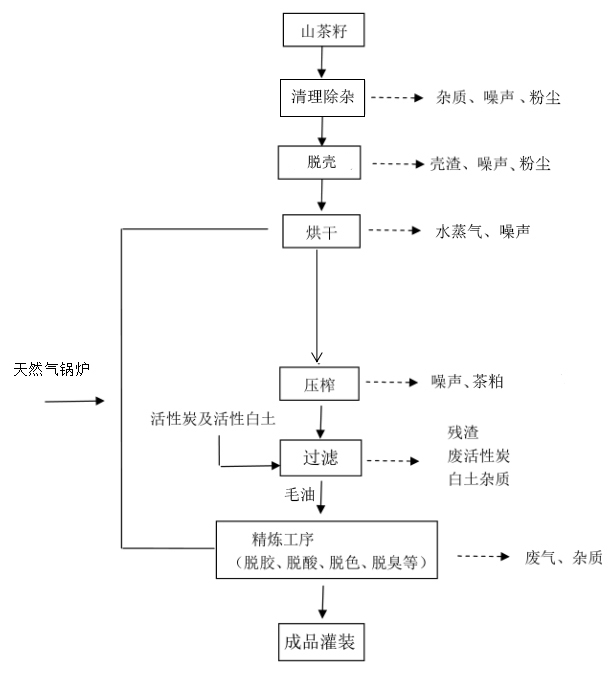 山茶籽
清理除杂
杂质、噪声、粉尘
脱壳
壳渣、噪声、粉尘
烘干
水蒸气、噪声
天然气锅炉
压榨
噪声、茶粕
活性炭及活性白土
过滤
残渣
废活性炭
白土杂质
毛油
精炼工序
（脱胶、脱酸、脱色、脱臭等）
废气、杂质
成品灌装